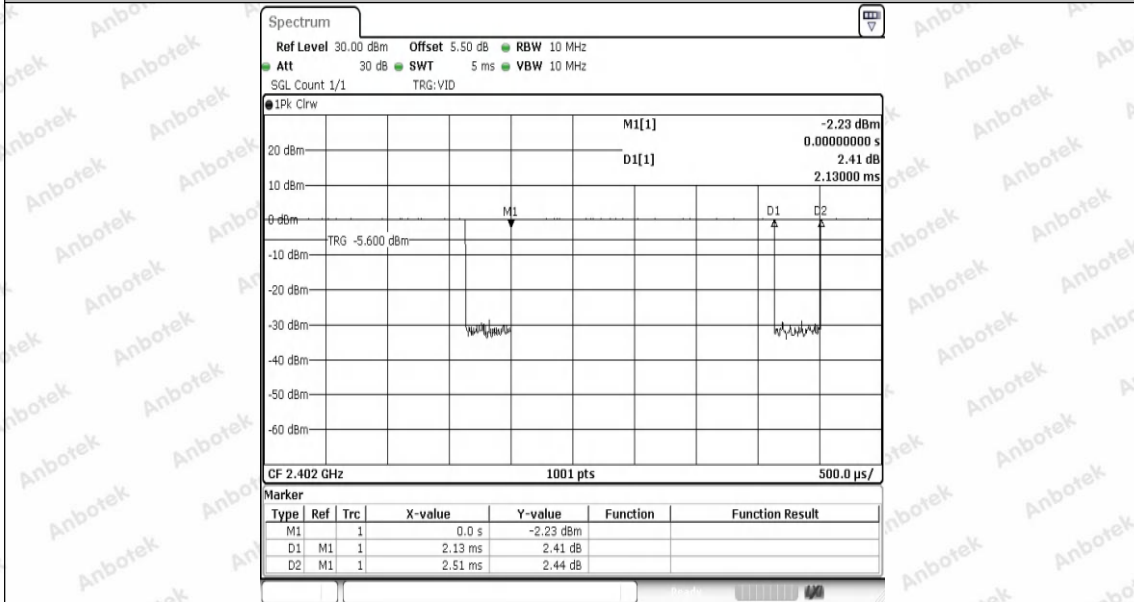 Spectrum
Ref Level 30.00 dBm Offset 5.50 dB RBW 10 MHz
Att 30 dB SWT 5 ms VBW 10 MHz
SGL Count 1/1 TRG:VID
1Pk Clrw
M1[1] -2.23 dBm
0.00000000 s
20 dBm
D1[1] 2.41 dB
2.13000 ms
10 dBm
M1 D1 D2
0 dBm
TRG -5.600 dBm
-10 dBm
-20 dBm
-30 dBm
-40 dBm
-50 dBm
-60 dBm
CF 2.402 GHz 1001 pts 500.0 µs/
Marker
Type Ref Trc X-value Y-value Function Function Result
M1 1 0.0 s -2.23 dBm
D1 M1 1 2.13 ms 2.41 dB
D2 M1 1 2.51 ms 2.44 dB
Anbotek